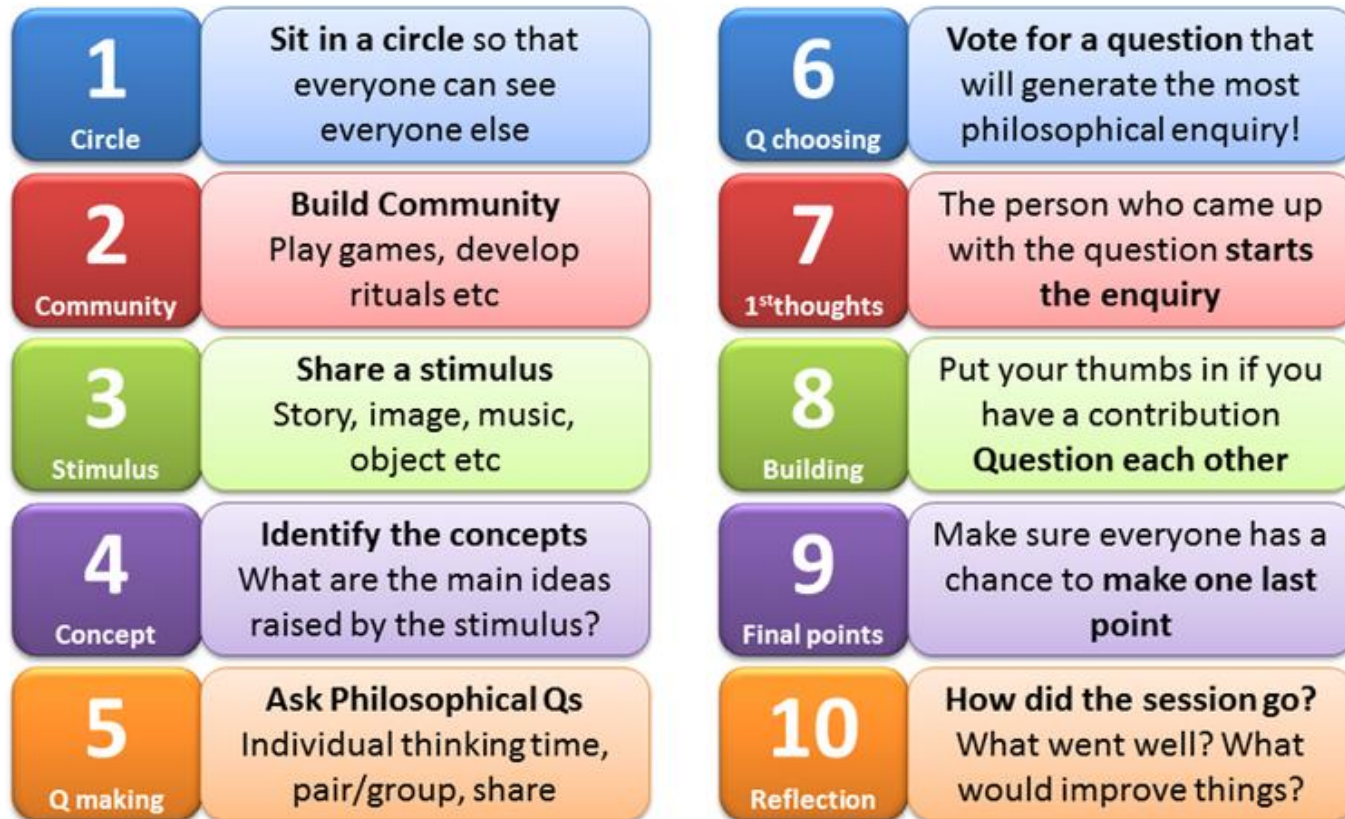 1
Circle
Sit in a circle so that
everyone can see
everyone else
2
Community
Build Community
Play games, develop
rituals etc
3
Stimulus
Share a stimulus
Story, image, music,
object etc
4
Concept
Identify the concepts
What are the main ideas
raised by the stimulus?
5
Q making
Ask Philosophical Qs
Individual thinking time,
pair/group, share
6
Q choosing
Vote for a question that
will generate the most
philosophical enquiry!
7
1st thoughts
The person who came up
with the question starts
the enquiry
8
Building
Put your thumbs in if you
have a contribution
Question each other
9
Final points
Make sure everyone has a
chance to make one last
point
10
Reflection
How did the session go?
What went well? What
would improve things?